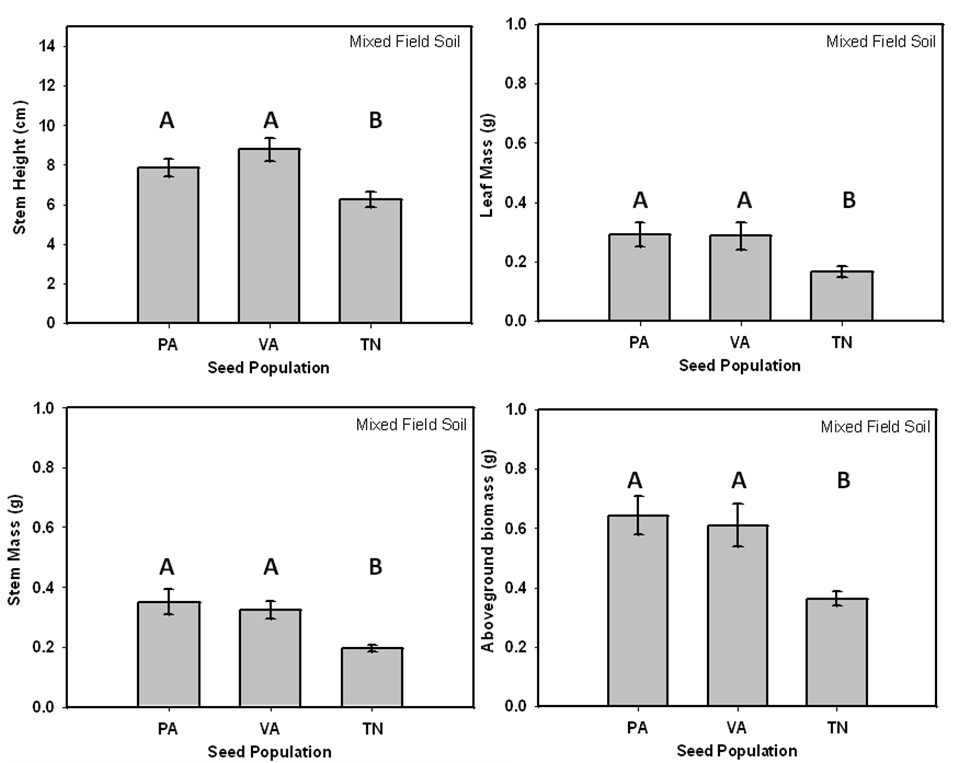 Mixed Field Soil
14
12
10
8
6
4
2
0
Stem Height (cm)
A A B
PA VA TN
Seed Population
Mixed Field Soil
1.0
0.8
0.6
0.4
0.2
0.0
Leaf Mass (g)
A A B
PA VA TN
Seed Population
Mixed Field Soil
1.0
0.8
0.6
0.4
0.2
0.0
Stem Mass (g)
A A B
PA VA TN
Seed Population
Mixed Field Soil
1.0
0.8
0.6
0.4
0.2
0.0
Aboveground biomass (g)
A A B
PA VA TN
Seed Population